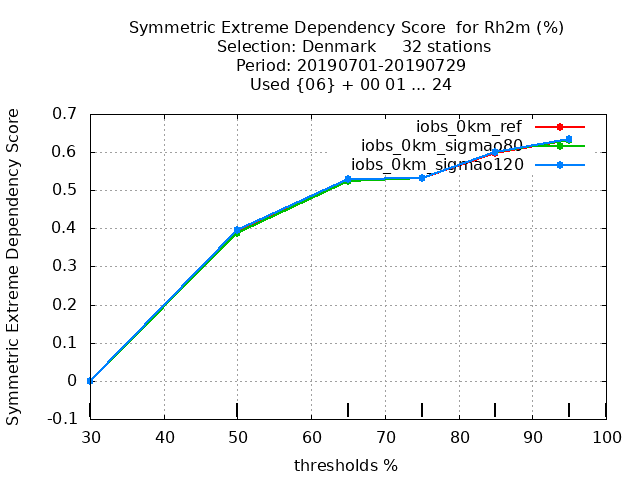 Symmetric Extreme Dependency Score for Rh2m (%)
Selection: Denmark 32 stations
Period: 20190701-20190729
Used {06} + 00 01 ... 24
Symmetric Extreme Dependency Score
0.7
0.6
0.5
0.4
0.3
0.2
0.1
0
-0.1
iobs_0km_ref
iobs_0km_sigmao80
iobs_0km_sigmao120
30 40 50 60 70 80 90 100
thresholds %